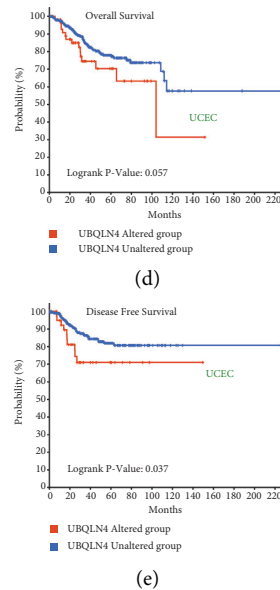 Overall Survival
Probability (%)
100
90
80
70
60
50
40
30
20
10
0
UCEC
Logrank P-Value: 0.057
0 20 40 60 80 100 120 140 160 180 200 220
Months
UBQLN4 Altered group
UBQLN4 Unaltered group
(d)
Disease Free Survival
Probability (%)
100
90
80
70
60
50
40
30
20
10
0
UCEC
Logrank P-Value: 0.037
0 20 40 60 80 100 120 140 160 180 200 220
Months
UBQLN4 Altered group
UBQLN4 Unaltered group
(e)